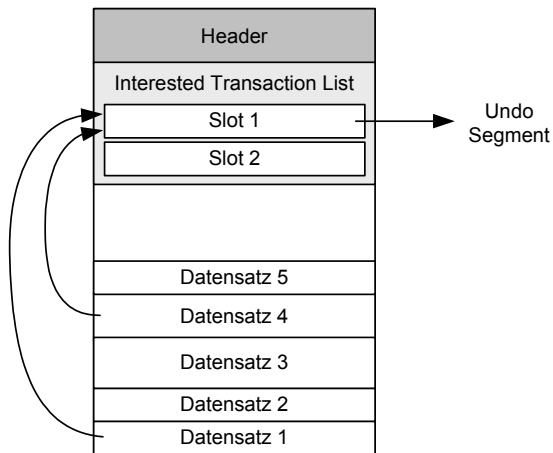 Header
Interested Transaction List
Slot 1
Slot 2
Undo
Segment
Datensatz 5
Datensatz 4
Datensatz 3
Datensatz 2
Datensatz 1